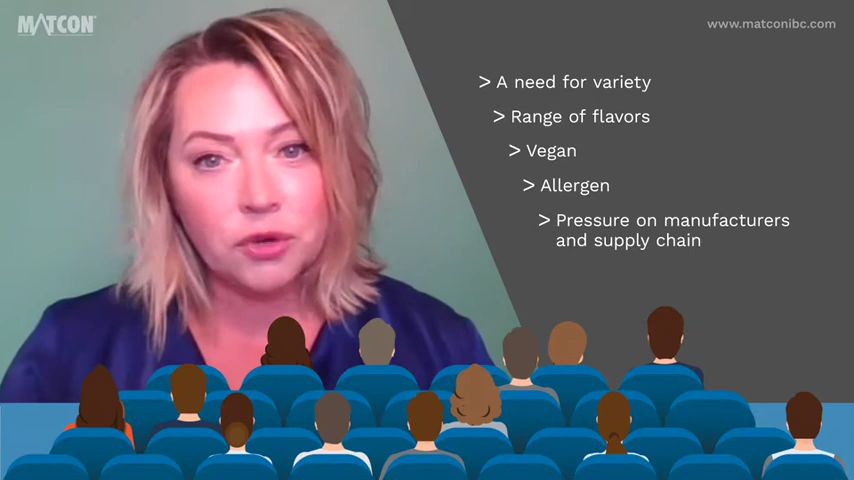 MATCON
www.matconibc.com
> A need for variety
> Range of flavors
> Vegan
> Allergen
> Pressure on manufacturers
and supply chain